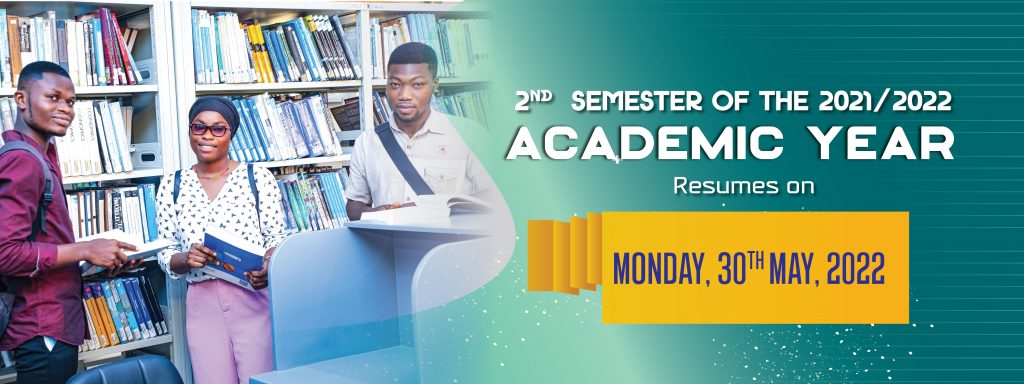 2ND SEMESTER OF THE 2021/2022
ACADEMIC YEAR
Resumes on
MONDAY, 30TH MAY, 2022